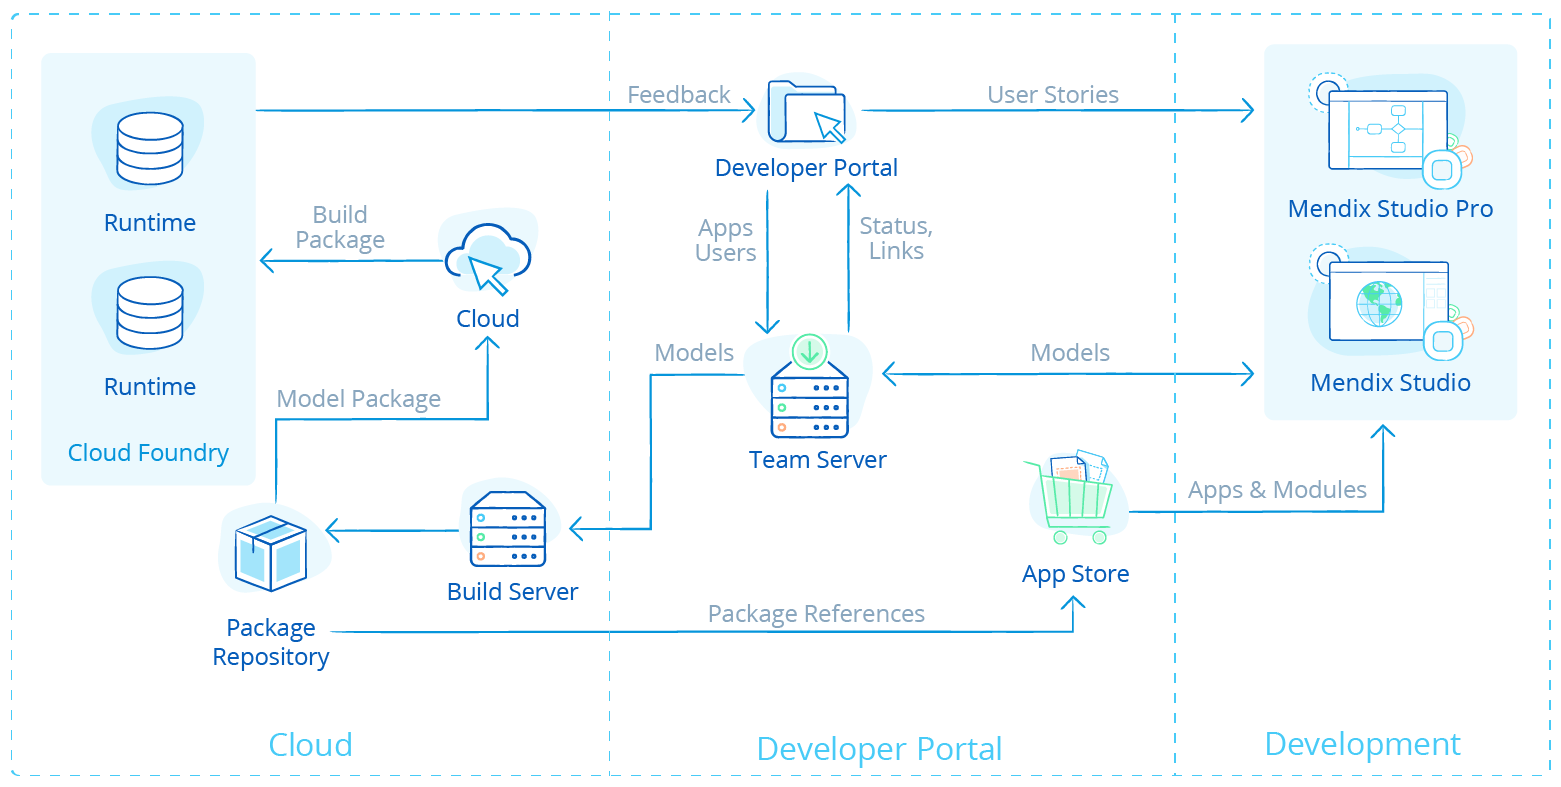 Feedback
User Stories
Developer Portal
Runtime
Mendix Studio Pro
Build
Package
Apps
Users
Status,
Links
Cloud
Runtime
Models
Models
Mendix Studio
Model Package
Cloud Foundry
Team Server
Apps & Modules
App Store
Build Server
Package References
Package
Repository
Cloud
Developer Portal
Development